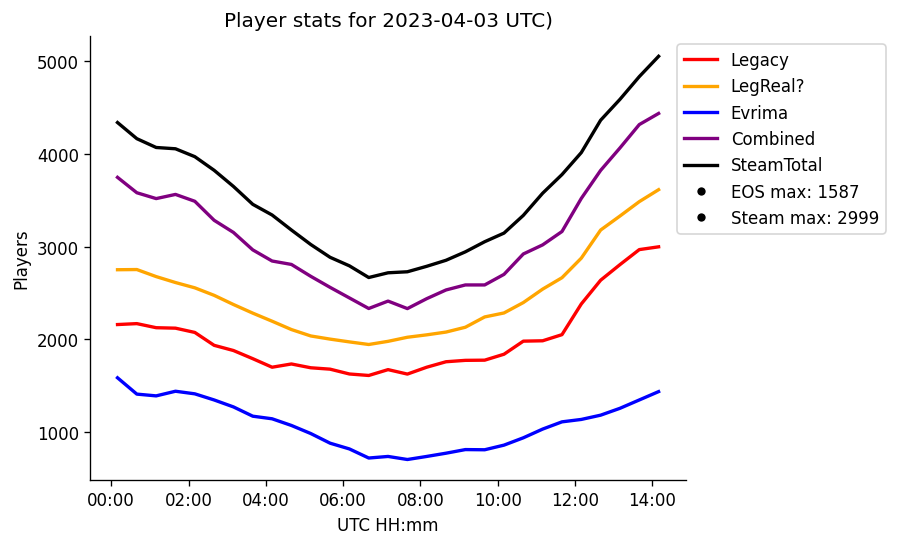 Player stats for 2023-04-03 UTC)
5000
4000
3000
2000
1000
Players
00:00 02:00 04:00 06:00 08:00 10:00 12:00 14:00
UTC HH:mm
Legacy
LegReal?
Evrima
Combined
SteamTotal
EOS max: 1587
Steam max: 2999